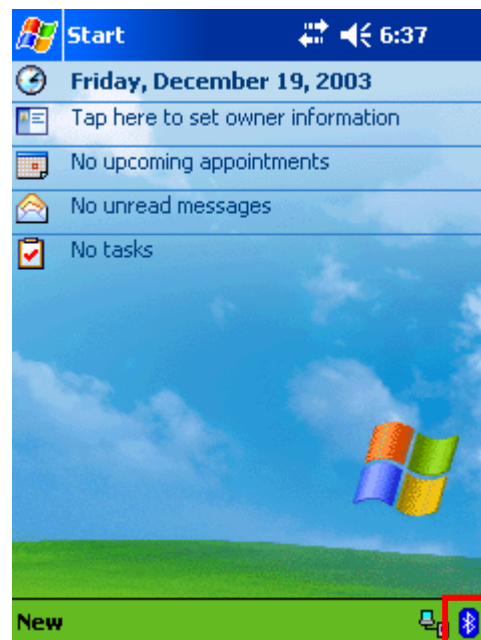 Start 6:37
Friday, December 19, 2003
Tap here to set owner information
No upcoming appointments
No unread messages
No tasks
New